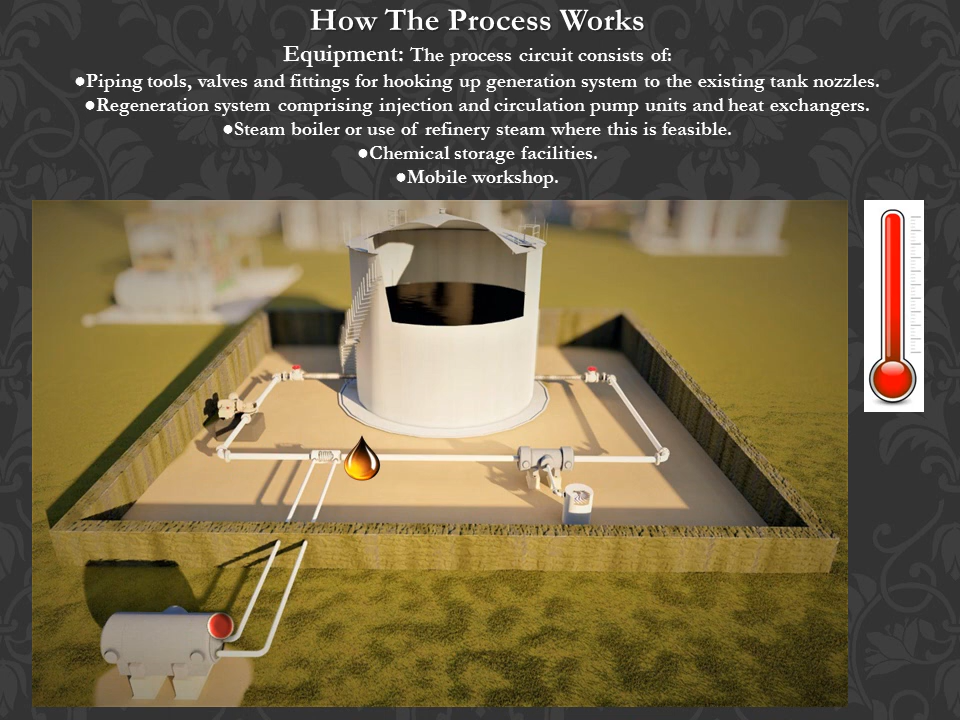 How The Process Works
Equipment: The process circuit consists of:
●Piping tools, valves and fittings for hooking up generation system to the existing tank nozzles.
●Regeneration system comprising injection and circulation pump units and heat exchangers.
●Steam boiler or use of refinery steam where this is feasible.
●Chemical storage facilities.
●Mobile workshop.